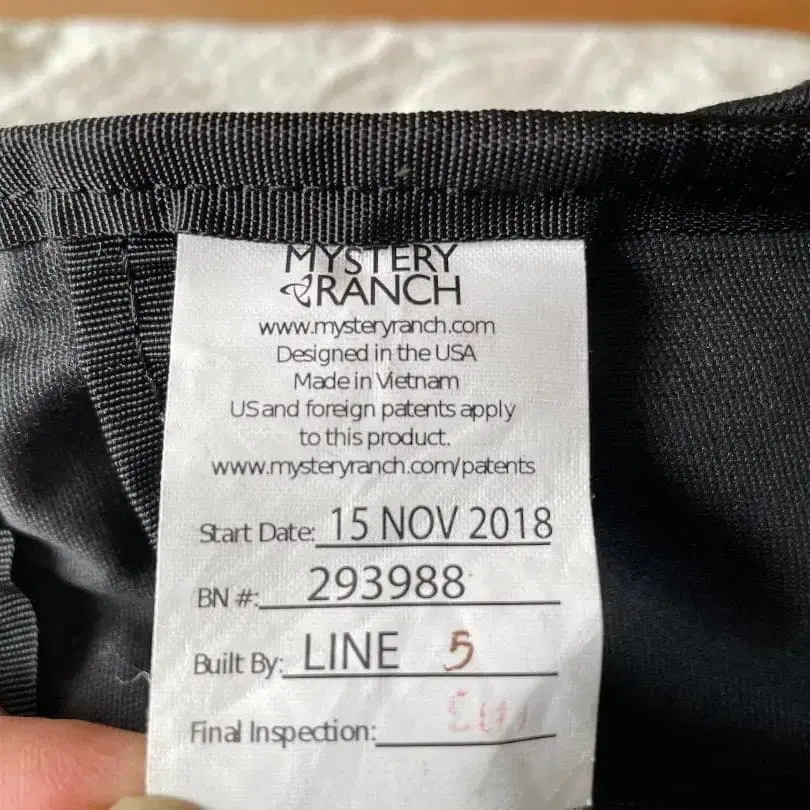 MYSTERY
RANCH
www.mysteryranch.com
Designed in the USA
Made in Vietnam
US and foreign patents apply
to this product.
www.mysteryranch.com/patents
Start Date: 15 NOV 2018
BN #: 293988
Built By: LINE 5
Final Inspection: